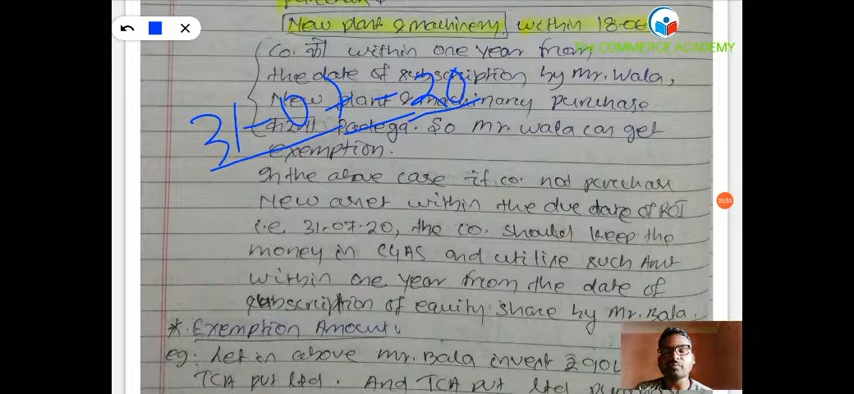 New plant & machinery within 18-06
THE COMMERCE ACADEMY
Co. को within one year from
the date of subscription by mr. wala,
New plant & machinary purchase
करना Padega. So mr. wala can get
31-07-20
exemption.
In the above case if co. not purchase
New asset within the due date of ROI
i.e. 31.07.20, the co. should keep the
money in CGAS and utilise such Amt
within one year from the date of
subscription of equity share by Mr. Bala.
* Exemption Amount.
eg: Let in above mr. Bala invest ₹90L
TCA put Ltd. And TCA put Ltd